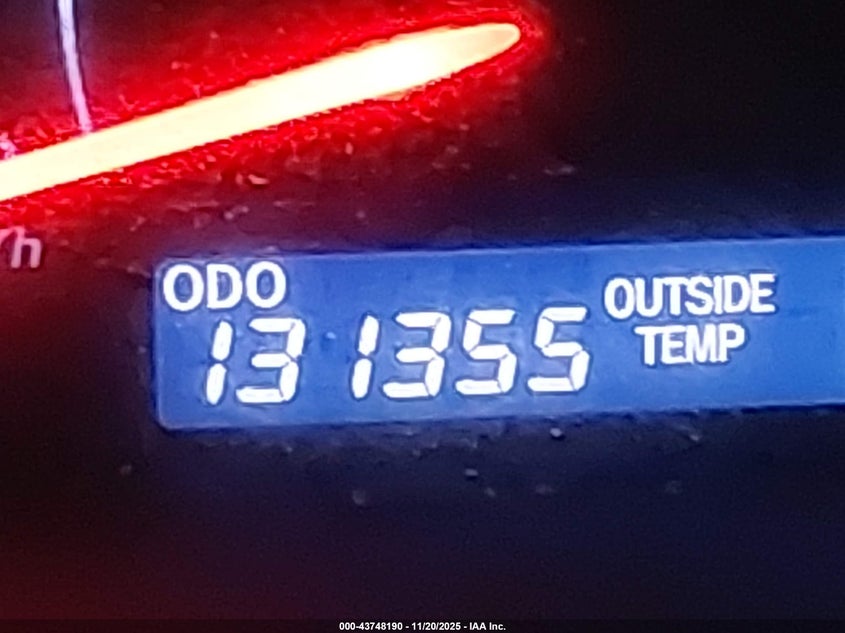 /h
ODO
OUTSIDE
TEMP
131355
000-43748190 - 11/20/2025 - IAA Inc.